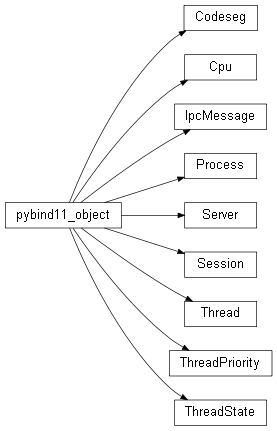 Codeseg
Cpu
IpcMessage
Process
pybind11_object
Server
Session
Thread
ThreadPriority
ThreadState